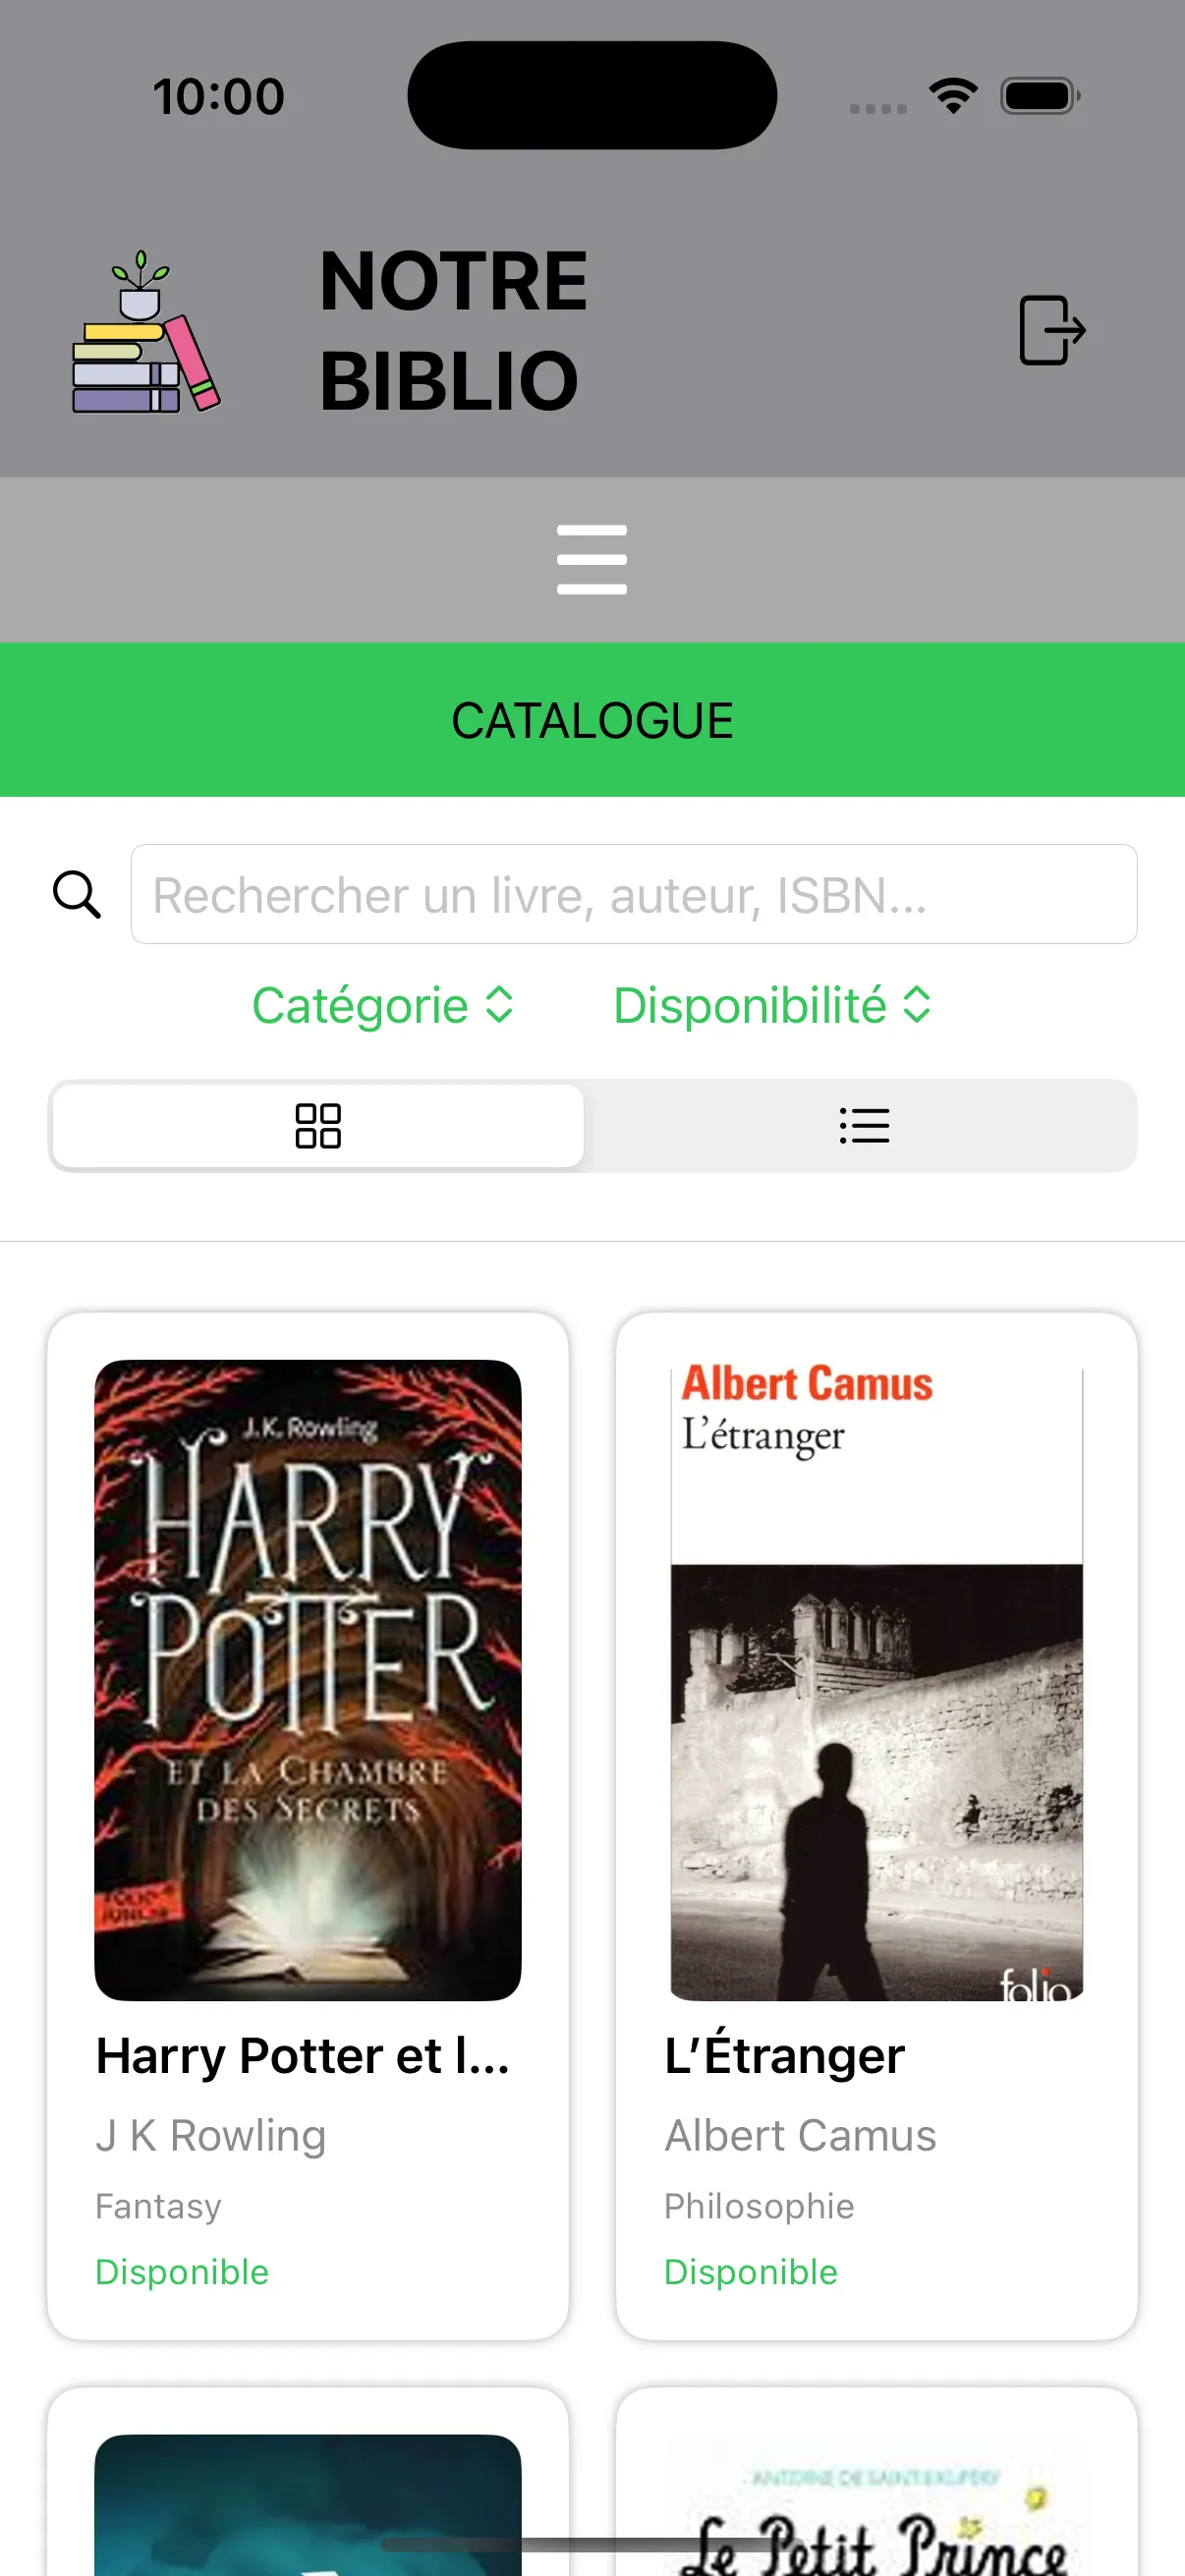 10:00
NOTRE
BIBLIO
CATALOGUE
Rechercher un livre, auteur, ISBN...
Catégorie
Disponibilité
J.K. Rowling
HARRY
POTTER
ET LA CHAMBRE
DES SECRETS
FOLIO
JUNIOR
Albert Camus
L'étranger
folio
Harry Potter et l...
J K Rowling
Fantasy
Disponible
L’Étranger
Albert Camus
Philosophie
Disponible
ANTOINE DE SAINT-EXUPÉRY
Le Petit Prince